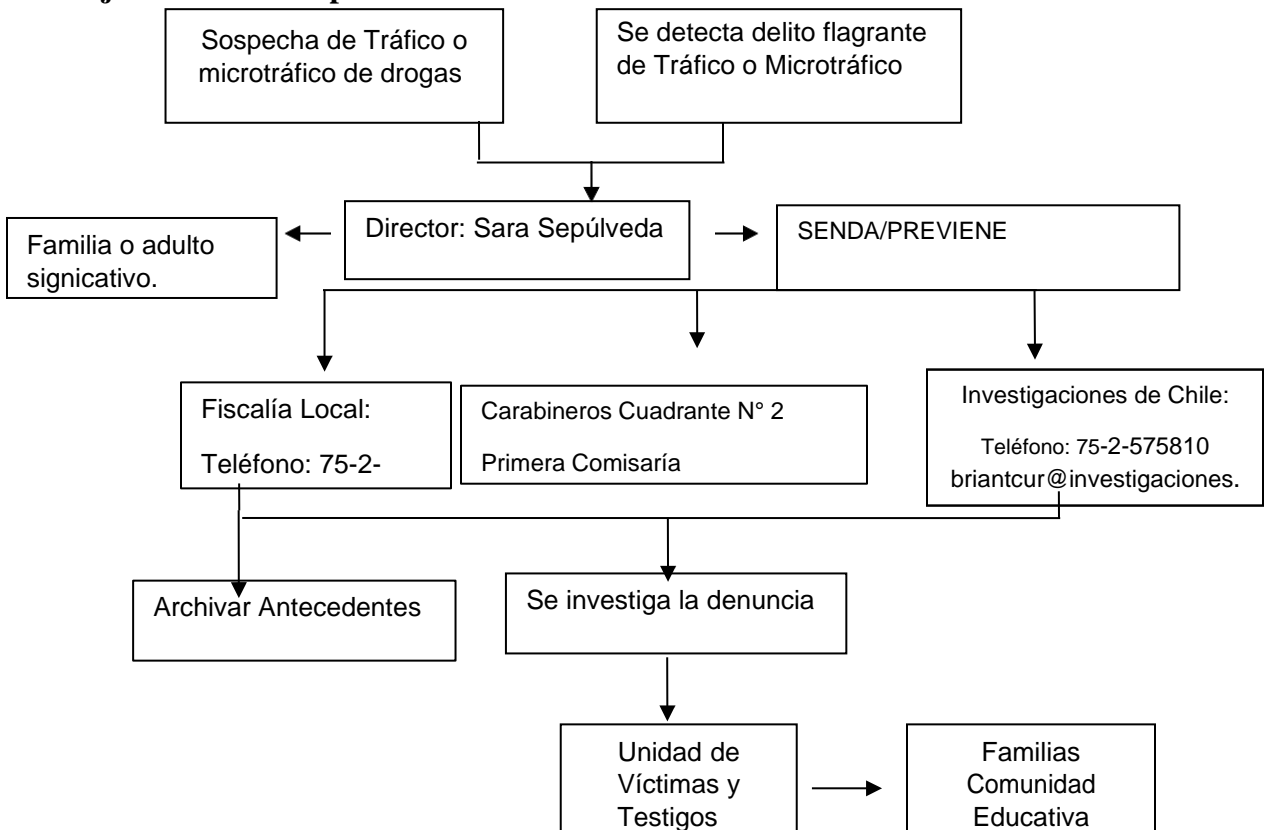 Sospecha de Tráfico o
microtráfico de drogas
Se detecta delito flagrante
de Tráfico o Microtráfico
Familia o adulto
signicativo.
Director: Sara Sepúlveda
SENDA/PREVIENE
Fiscalía Local:
Teléfono: 75-2-
Carabineros Cuadrante N° 2
Primera Comisaría
Investigaciones de Chile:
Teléfono: 75-2-575810
briantcur@investigaciones.
Archivar Antecedentes
Se investiga la denuncia
Unidad de
Víctimas y
Testigos
Familias
Comunidad
Educativa